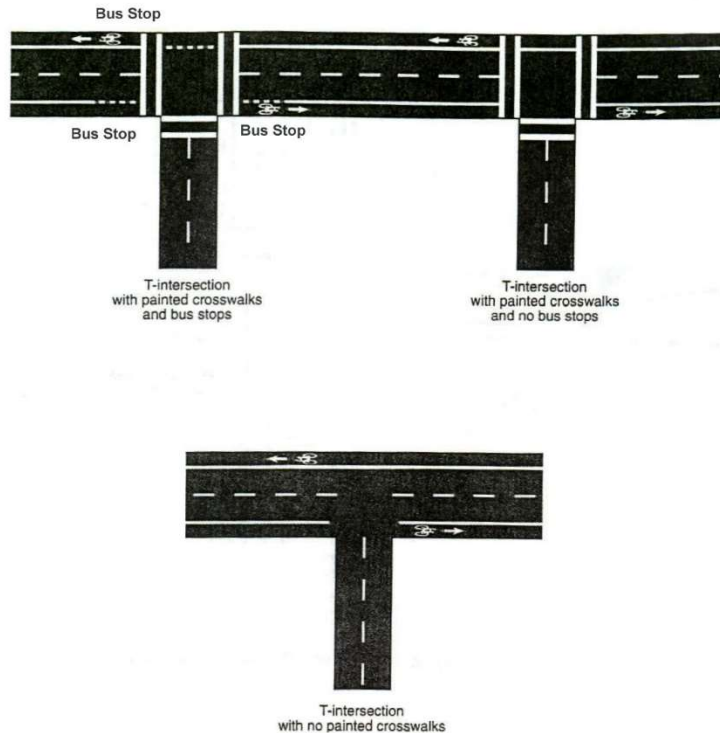 Bus Stop
Bus Stop
Bus Stop
T-intersection
with painted crosswalks
and bus stops
T-intersection
with painted crosswalks
and no bus stops
T-intersection
with no painted crosswalks